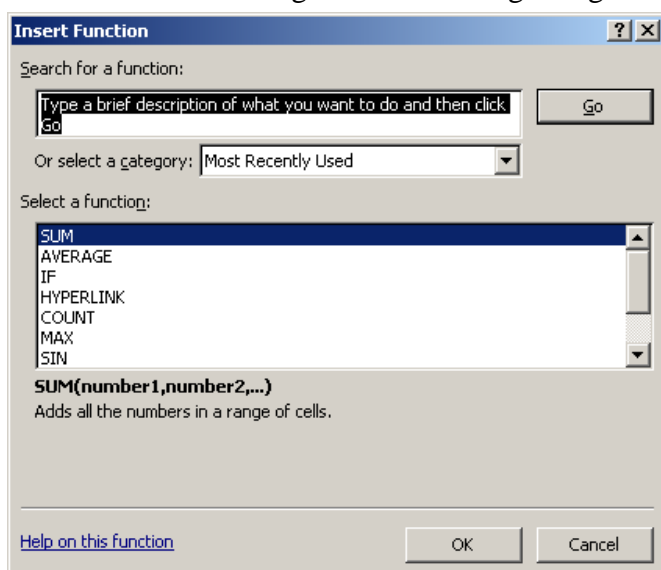 Insert Function
Search for a function:
Type a brief description of what you want to do and then click
Go
Go
Or select a category: Most Recently Used
Select a function:
SUM
AVERAGE
IF
HYPERLINK
COUNT
MAX
SIN
SUM(number1,number2,...)
Adds all the numbers in a range of cells.
Help on this function
OK
Cancel